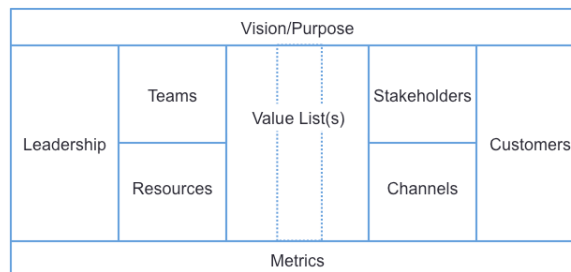 Vision/Purpose
Leadership
Teams
Resources
Value List(s)
Stakeholders
Channels
Customers
Metrics